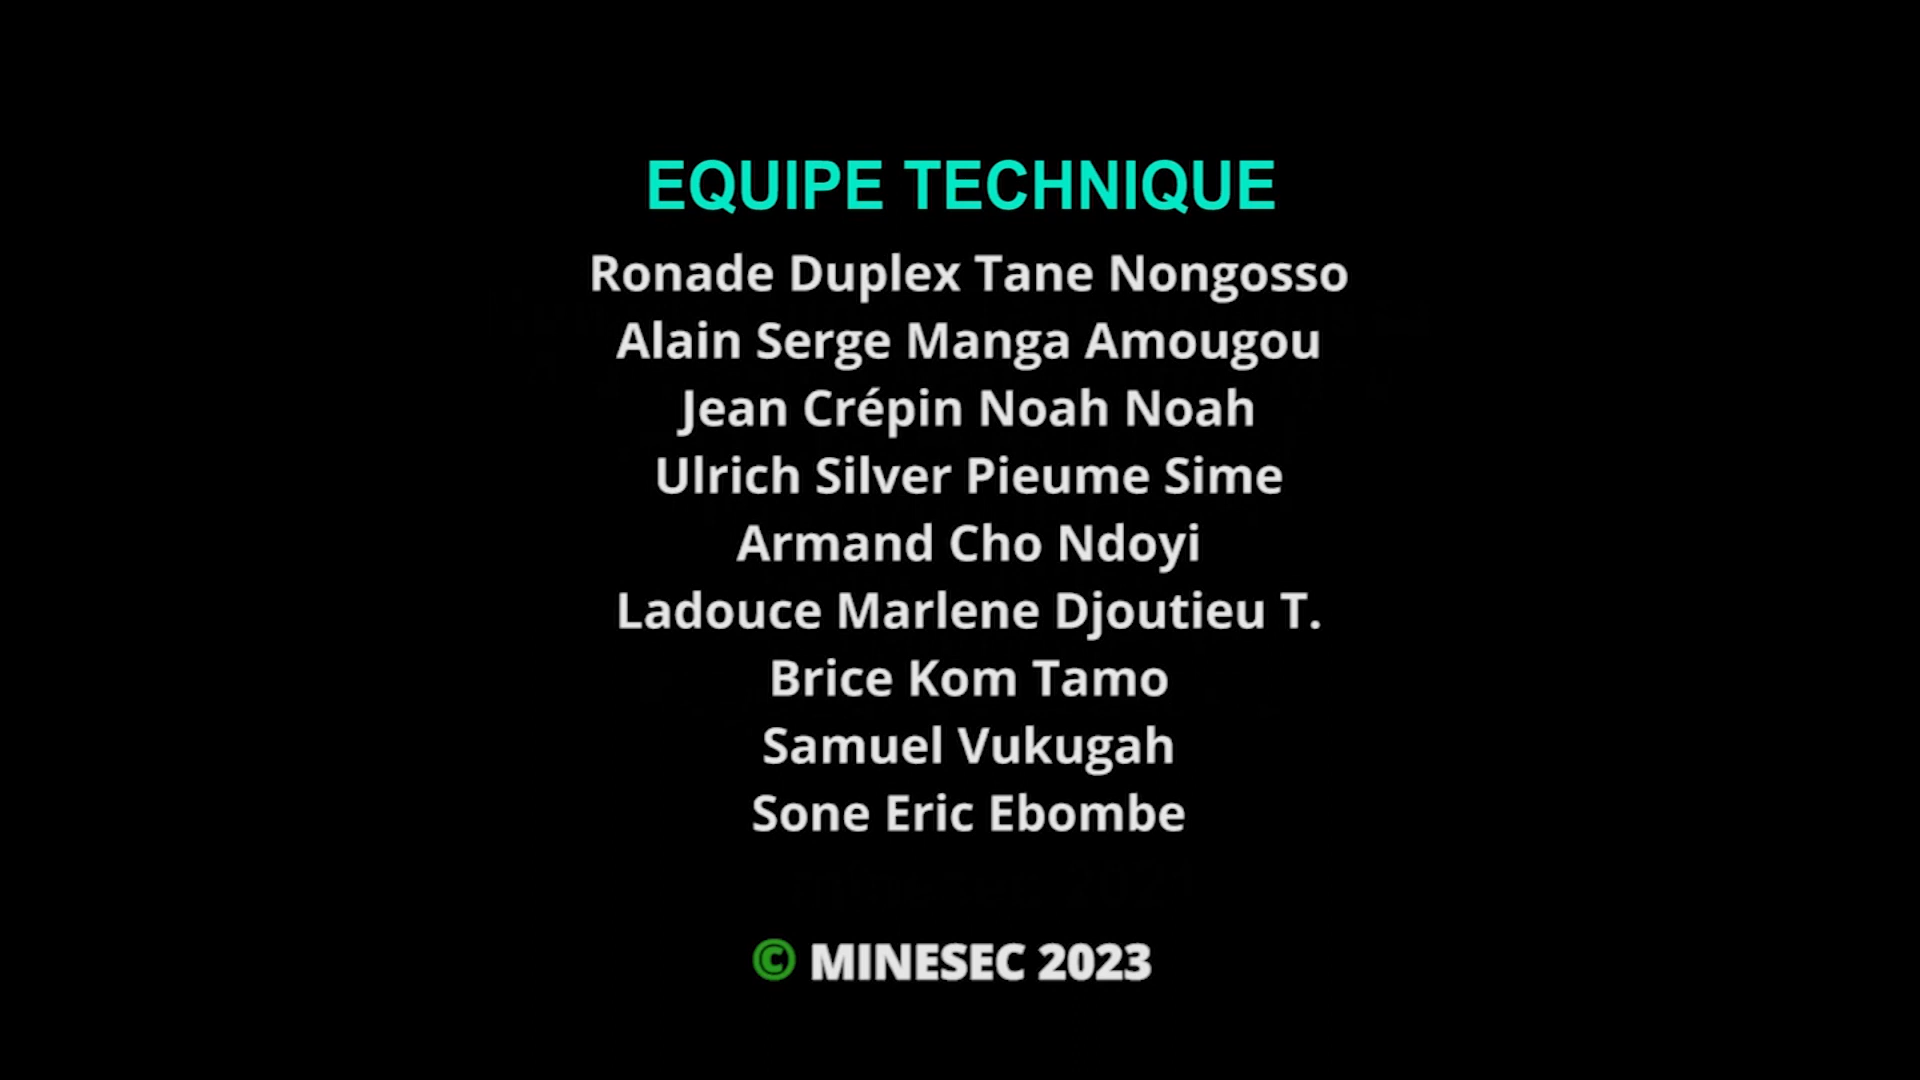 EQUIPE TECHNIQUE
Ronade Duplex Tane Nongosso
Alain Serge Manga Amougou
Jean Crépin Noah Noah
Ulrich Silver Pieume Sime
Armand Cho Ndoyi
Ladouce Marlene Djoutieu T.
Brice Kom Tamo
Samuel Vukugah
Sone Eric Ebombe
© MINESEC 2023